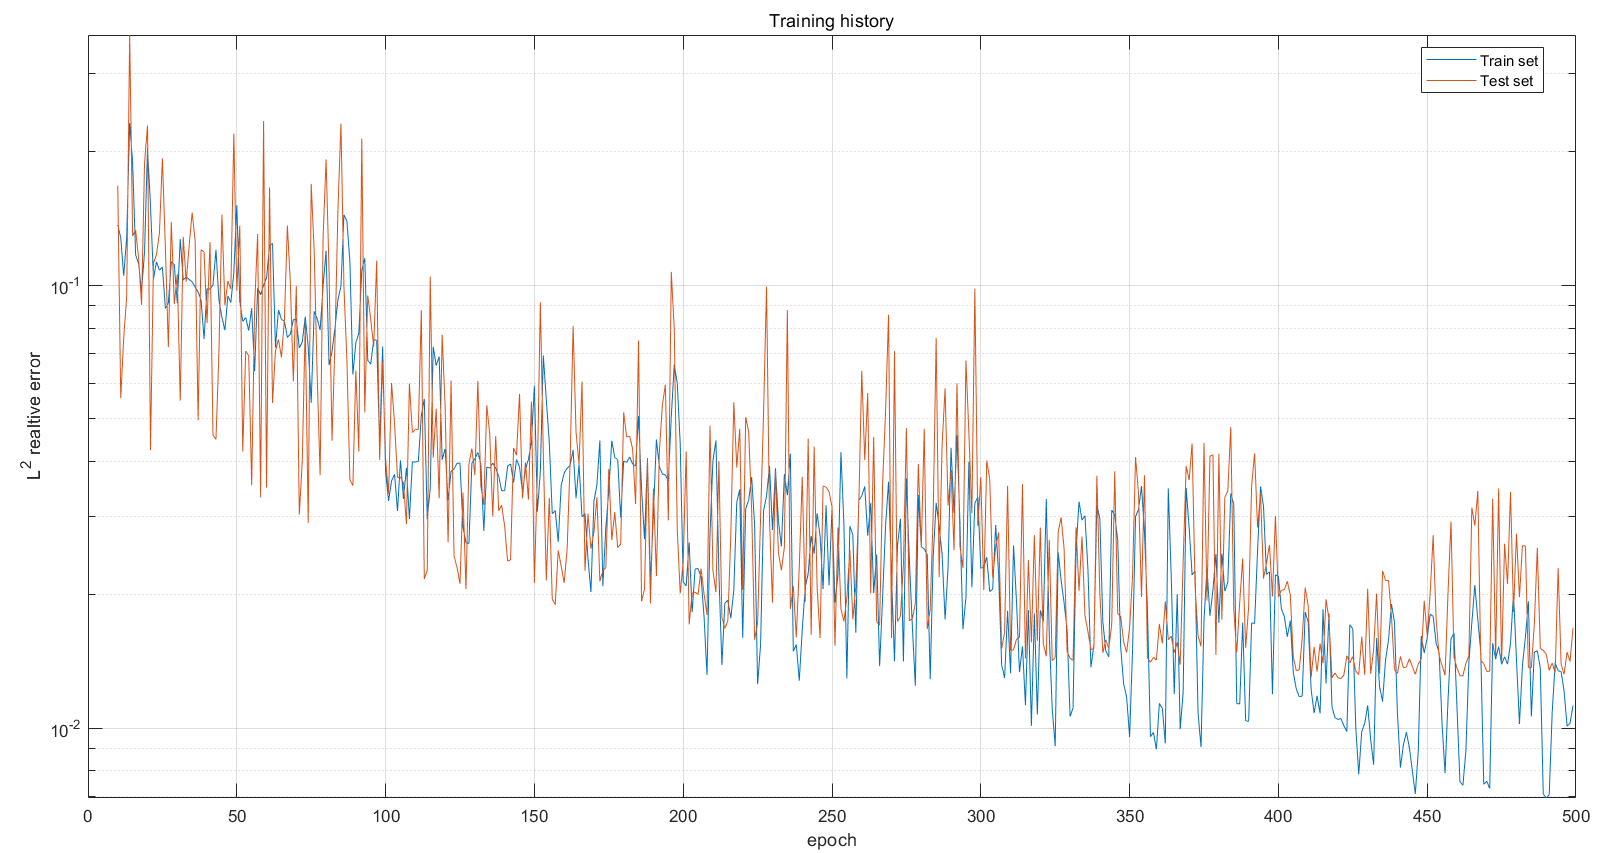 Training history
Train set
Test set
L² realtive error
10⁻¹
10⁻²
0 50 100 150 200 250 300 350 400 450 500
epoch